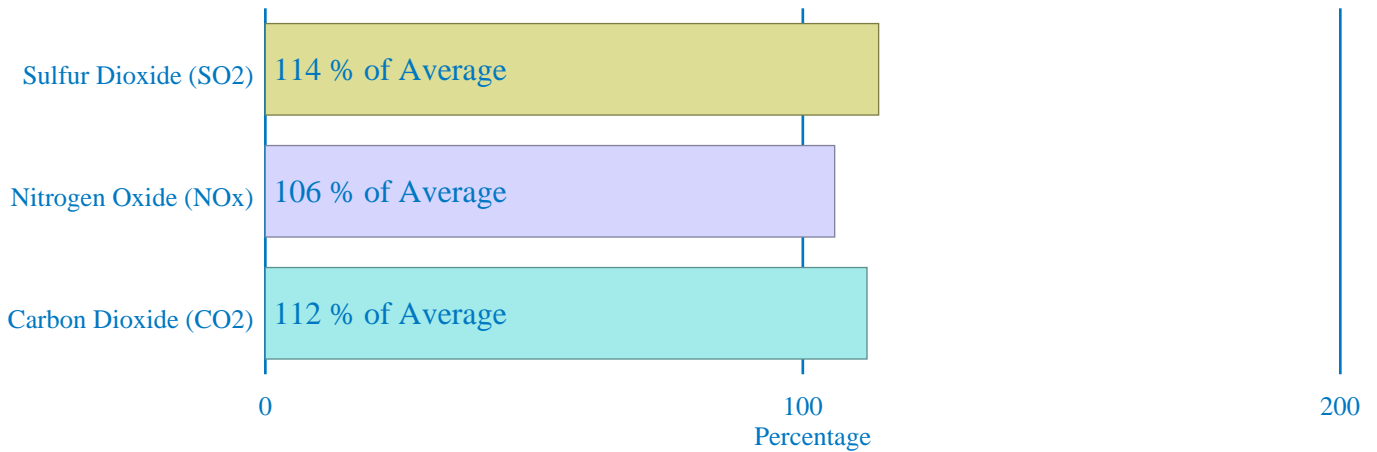 Sulfur Dioxide (SO2) 114 % of Average
Nitrogen Oxide (NOx) 106 % of Average
Carbon Dioxide (CO2) 112 % of Average
0 100 200
Percentage